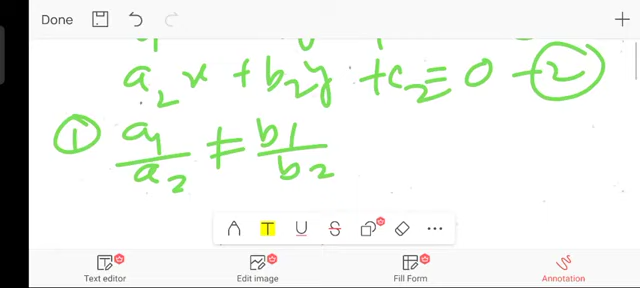 Done
a₂x + b₂y + c₂ = 0 - ②
① a₁/a₂ ≠ b1/b2
T U S
Text editor Edit image Fill Form Annotation